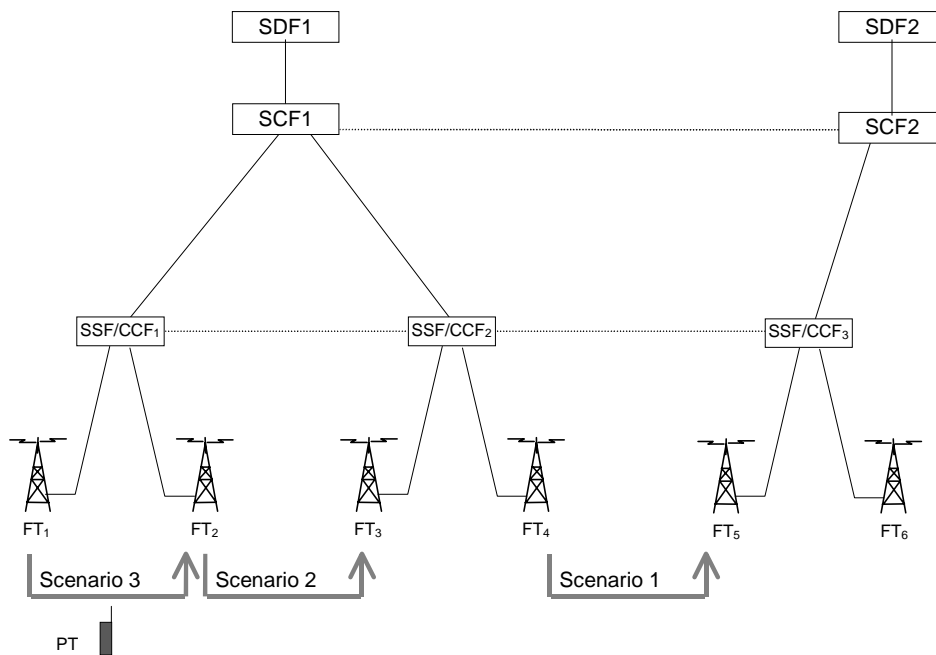 SDF1
SDF2
SCF1
SCF2
SSF/CCF₁
SSF/CCF₂
SSF/CCF₃
FT₁
FT₂
FT₃
FT₄
FT₅
FT₆
Scenario 3
Scenario 2
Scenario 1
PT